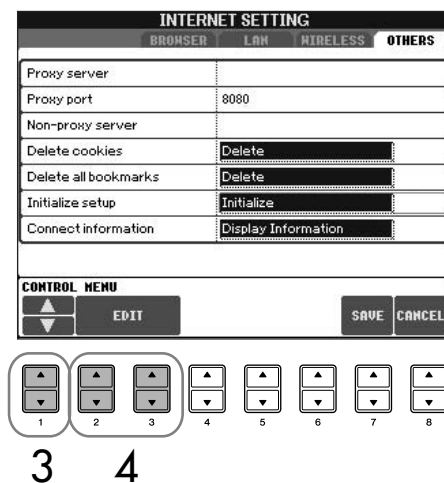 INTERNET SETTING
BROWSER LAN WIRELESS OTHERS
Proxy server
Proxy port 8080
Non-proxy server
Delete cookies Delete
Delete all bookmarks Delete
Initialize setup Initialize
Connect information Display Information
CONTROL MENU
EDIT SAVE CANCEL
1 2 3 4 5 6 7 8
3 4